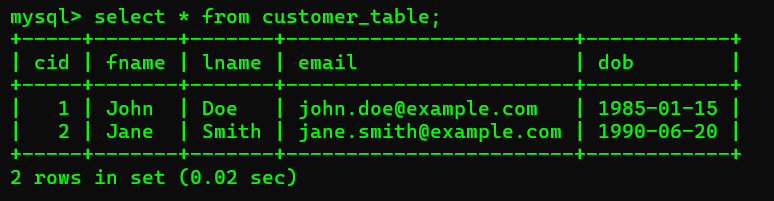 mysql> select * from customer_table;
+-----+-------+-------+------------------------+------------+
| cid | fname | lname | email                  | dob        |
+-----+-------+-------+------------------------+------------+
|   1 | John  | Doe   | john.doe@example.com   | 1985-01-15 |
|   2 | Jane  | Smith | jane.smith@example.com | 1990-06-20 |
+-----+-------+-------+------------------------+------------+
2 rows in set (0.02 sec)